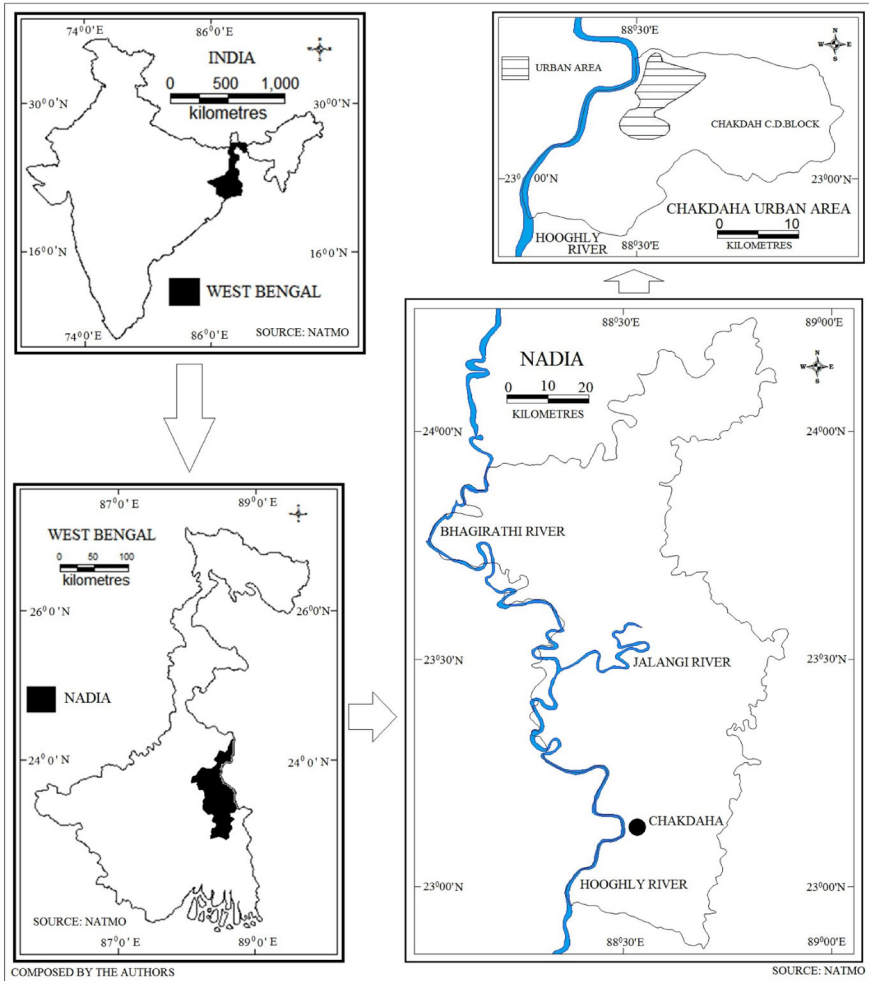 74°0'E
86°0'E
INDIA
0 500 1,000
kilometres
30°0'N
30°0'N
16°0'N
16°0'N
WEST BENGAL
74°0'E
86°0'E
SOURCE: NATMO
88°30'E
N
W E
S
URBAN AREA
CHAKDAH C.D.BLOCK
23°00'N
23°00'N
CHAKDAHA URBAN AREA
0 10
KILOMETRES
HOOGHLY
RIVER
88°30'E
87°0'E
89°0'E
WEST BENGAL
0 50 100
kilometres
26°0'N
26°0'N
NADIA
24°0'N
24°0'N
SOURCE: NATMO
87°0'E
89°0'E
COMPOSED BY THE AUTHORS
88°30'E
89°00'E
NADIA
0 10 20
KILOMETRES
N
W E
S
24°00'N
24°00'N
BHAGIRATHI RIVER
23°30'N
JALANGI RIVER
23°30'N
CHAKDAHA
HOOGHLY RIVER
23°00'N
23°00'N
88°30'E
89°00'E
SOURCE: NATMO